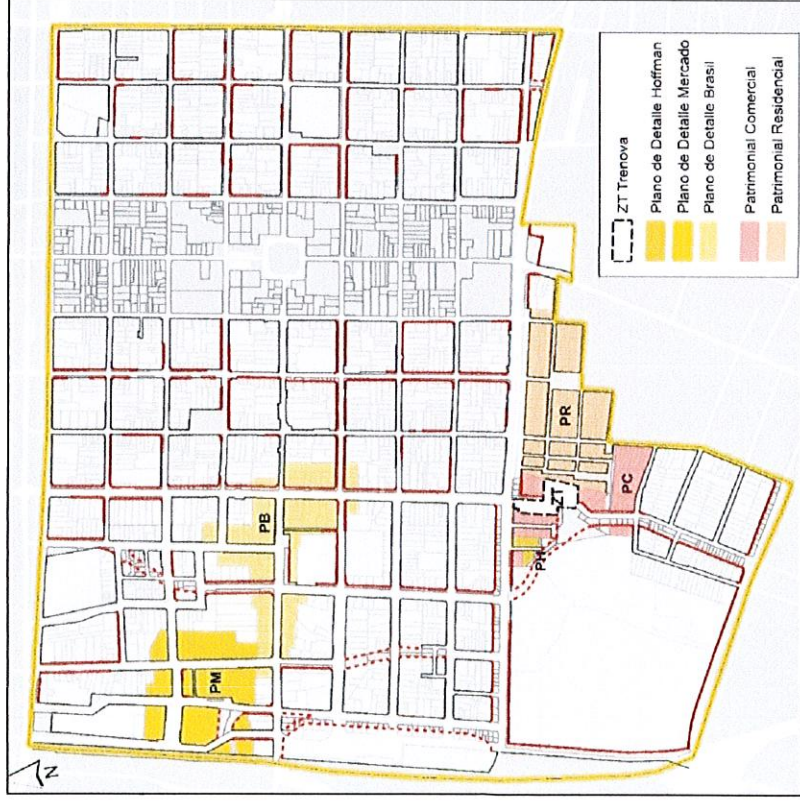 N
PM
PB
PH
ZT
PR
PC
ZT Trenova
Plano de Detalle Hoffman
Plano de Detalle Mercado
Plano de Detalle Brasil
Patrimonial Comercial
Patrimonial Residencial